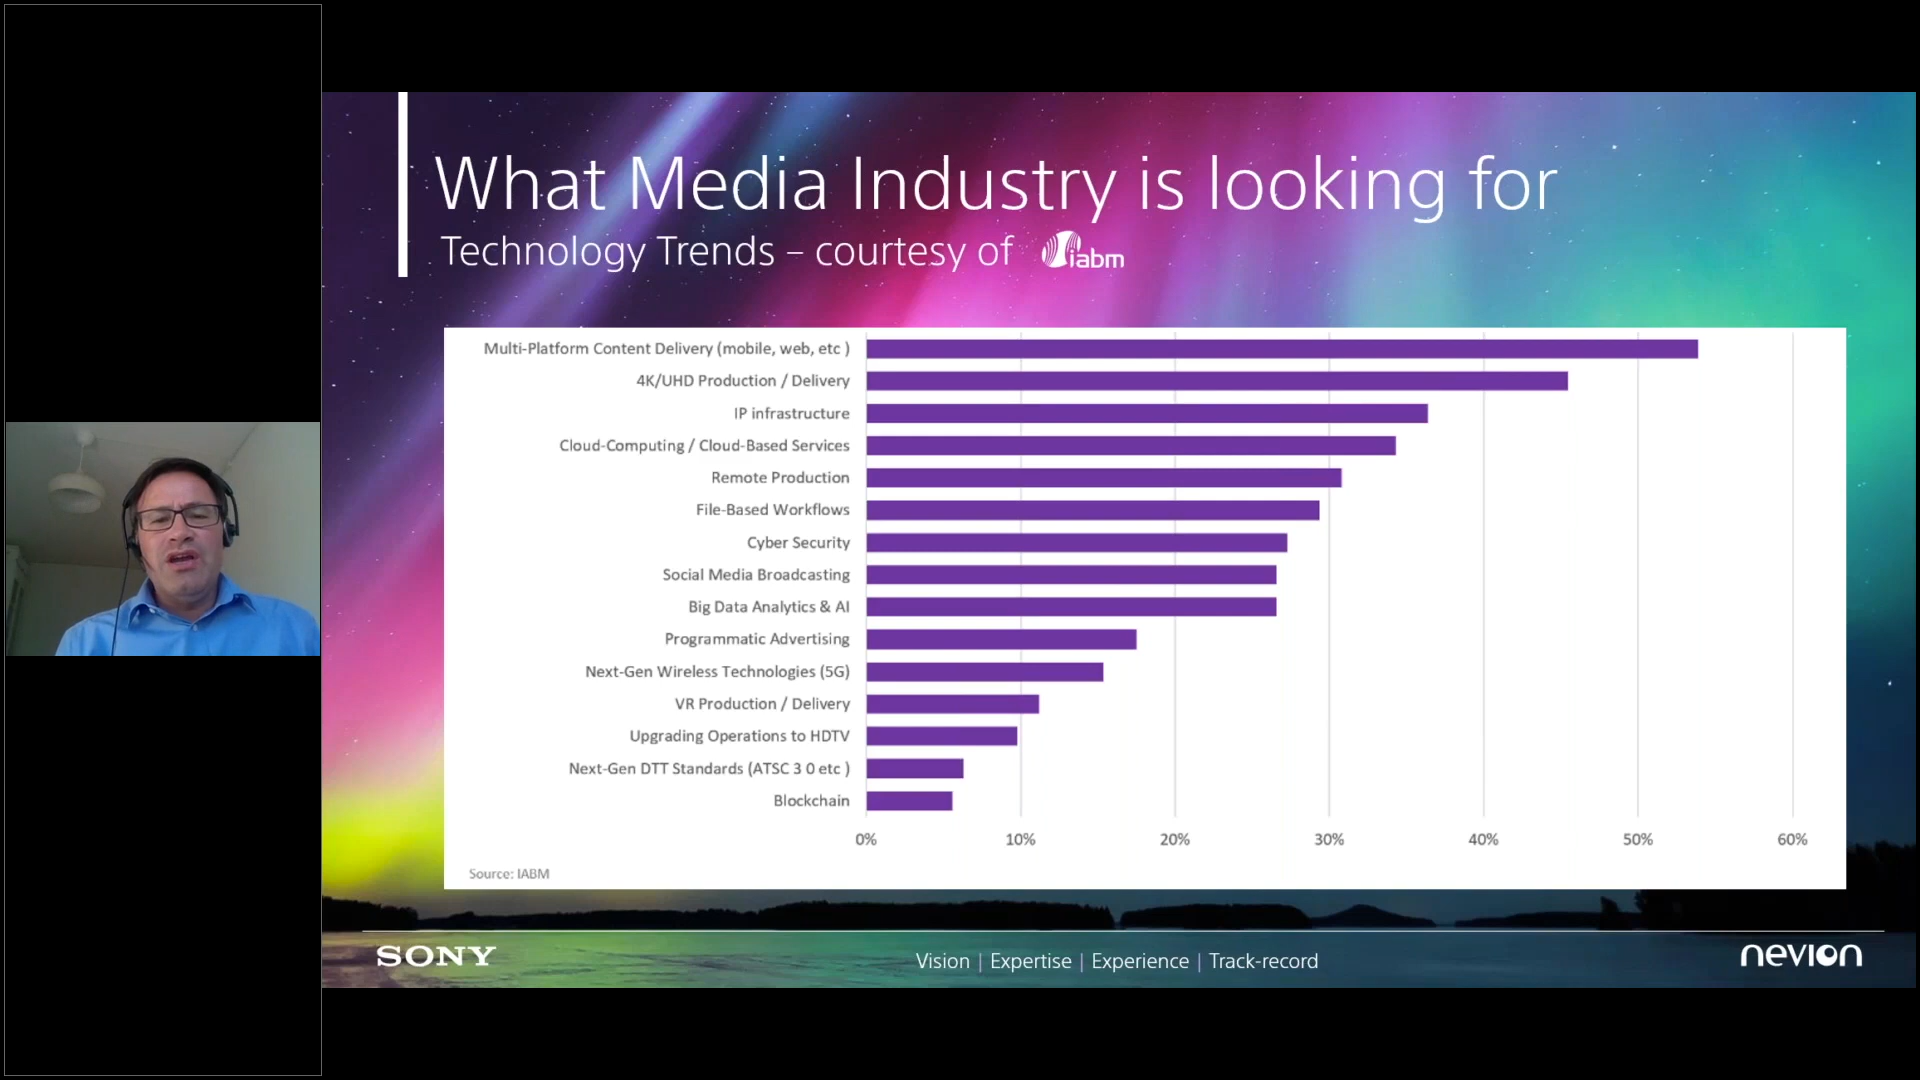 What Media Industry is looking for
Technology Trends – courtesy of iabm
Multi-Platform Content Delivery (mobile, web, etc )
4K/UHD Production / Delivery
IP infrastructure
Cloud-Computing / Cloud-Based Services
Remote Production
File-Based Workflows
Cyber Security
Social Media Broadcasting
Big Data Analytics & AI
Programmatic Advertising
Next-Gen Wireless Technologies (5G)
VR Production / Delivery
Upgrading Operations to HDTV
Next-Gen DTT Standards (ATSC 3 0 etc )
Blockchain
0% 10% 20% 30% 40% 50% 60%
Source: IABM
SONY
Vision | Expertise | Experience | Track-record
nevion